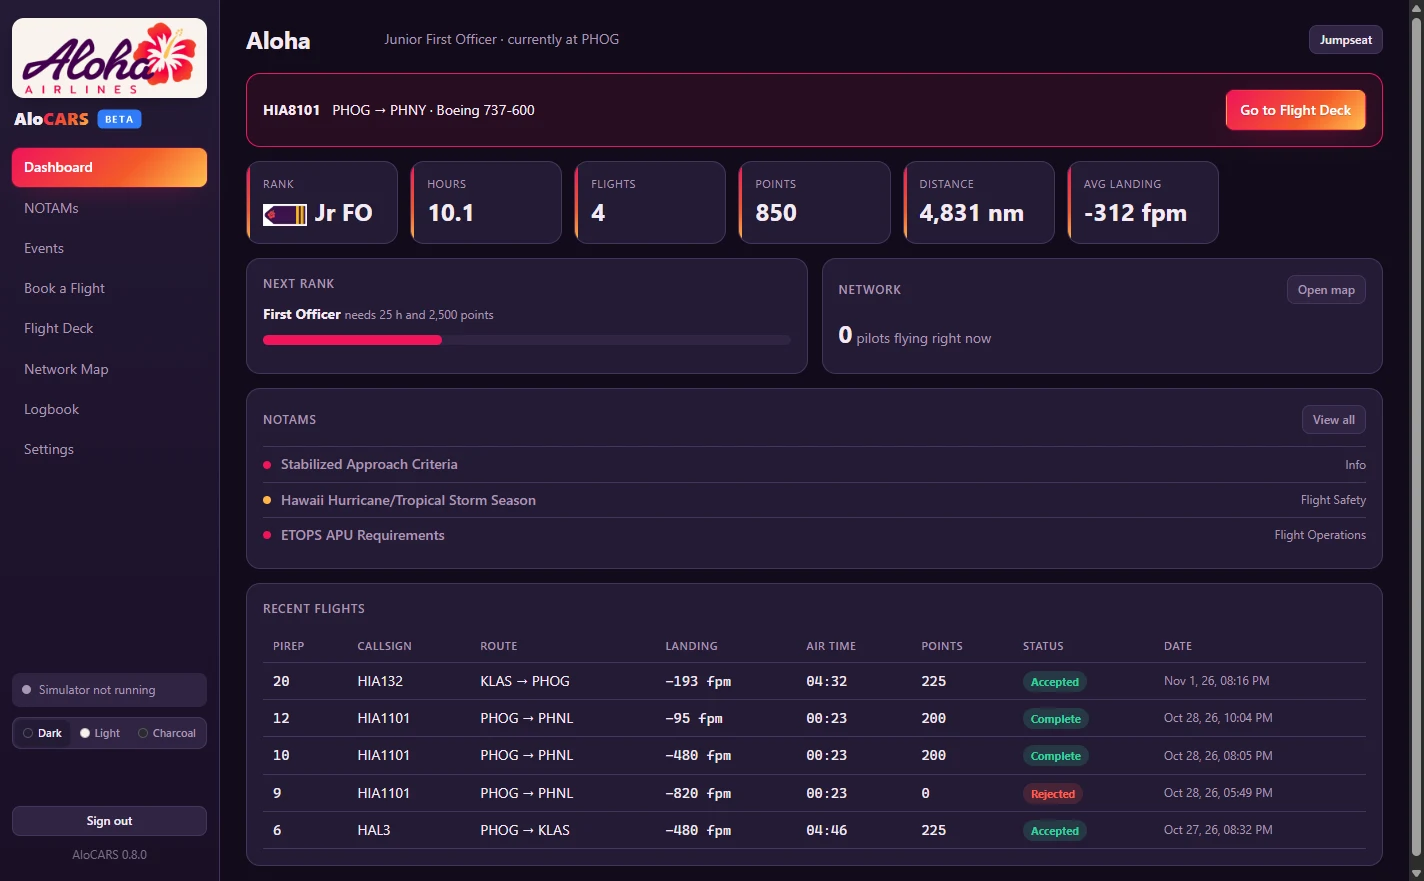 Aloha
AIRLINES
AloCARS BETA
Dashboard
NOTAMs
Events
Book a Flight
Flight Deck
Network Map
Logbook
Settings
Simulator not running
Dark Light Charcoal
Sign out
AloCARS 0.8.0
Aloha Junior First Officer · currently at PHOG Jumpseat
HIA8101 PHOG → PHNY · Boeing 737-600 Go to Flight Deck
RANK HOURS FLIGHTS POINTS DISTANCE AVG LANDING
Jr FO 10.1 4 850 4,831 nm -312 fpm
NEXT RANK
First Officer needs 25 h and 2,500 points
NETWORK Open map
0 pilots flying right now
NOTAMS View all
Stabilized Approach Criteria Info
Hawaii Hurricane/Tropical Storm Season Flight Safety
ETOPS APU Requirements Flight Operations
RECENT FLIGHTS
PIREP CALLSIGN ROUTE LANDING AIR TIME POINTS STATUS DATE
20 HIA132 KLAS → PHOG −193 fpm 04:32 225 Accepted Nov 1, 26, 08:16 PM
12 HIA1101 PHOG → PHNL −95 fpm 00:23 200 Complete Oct 28, 26, 10:04 PM
10 HIA1101 PHOG → PHNL −480 fpm 00:23 200 Complete Oct 28, 26, 08:05 PM
9 HIA1101 PHOG → PHNL −820 fpm 00:23 0 Rejected Oct 28, 26, 05:49 PM
6 HAL3 PHOG → KLAS −480 fpm 04:46 225 Accepted Oct 27, 26, 08:32 PM